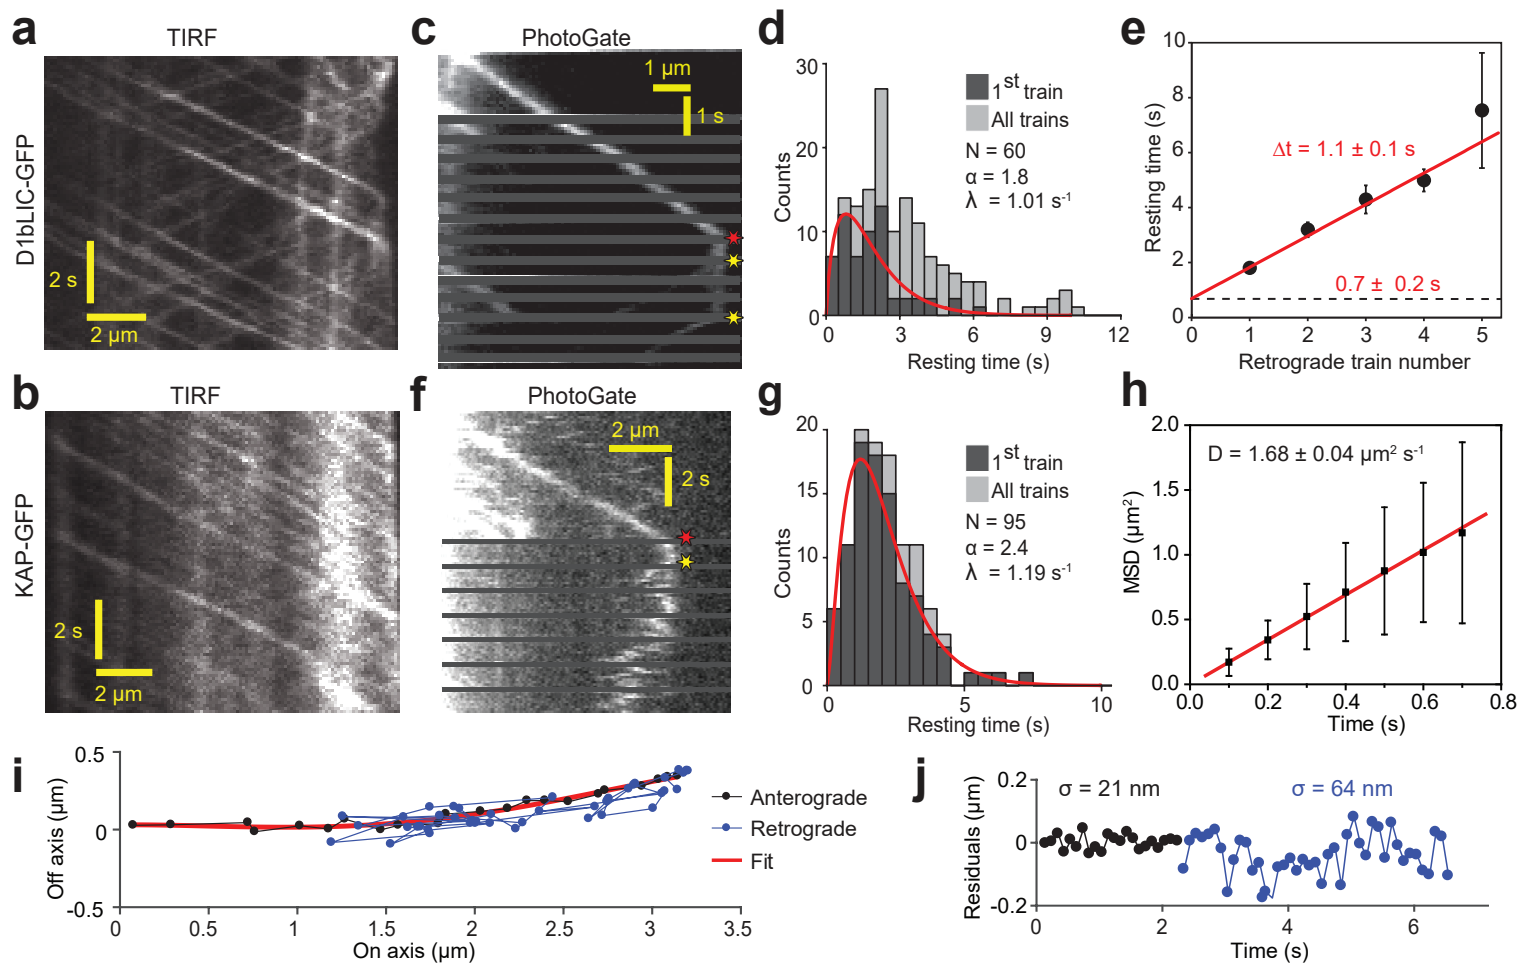 a
TIRF
D1bLIC-GFP
2 s
2 µm
c
PhotoGate
1 µm
1 s
d
30
20
10
0
Counts
1st train
All trains
N = 60
α = 1.8
λ = 1.01 s-1
0 3 6 9 12
Resting time (s)
e
10
8
6
4
2
0
Resting time (s)
Δt = 1.1 ± 0.1 s
0.7 ± 0.2 s
0 1 2 3 4 5
Retrograde train number
b
TIRF
KAP-GFP
2 s
2 µm
f
PhotoGate
2 µm
2 s
g
20
15
10
5
0
Counts
1st train
All trains
N = 95
α = 2.4
λ = 1.19 s-1
0 5 10
Resting time (s)
h
2.0
1.5
1.0
0.5
0.0
MSD (µm2)
D = 1.68 ± 0.04 µm2 s-1
0.0 0.2 0.4 0.6 0.8
Time (s)
i
0.5
0
-0.5
Off axis (µm)
0 0.5 1 1.5 2 2.5 3 3.5
On axis (µm)
Anterograde
Retrograde
Fit
j
0.2
0
-0.2
Residuals (µm)
σ = 21 nm
σ = 64 nm
0 2 4 6
Time (s)